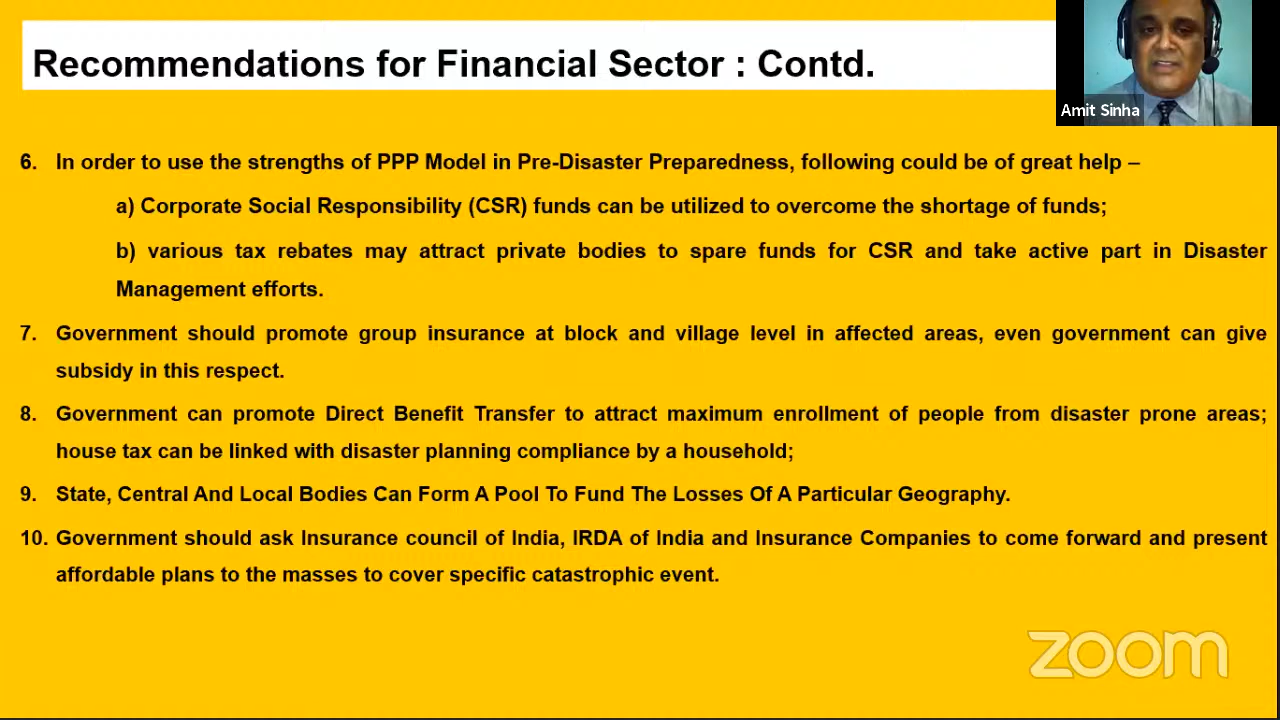 Recommendations for Financial Sector : Contd.
Amit Sinha
6. In order to use the strengths of PPP Model in Pre-Disaster Preparedness, following could be of great help –
a) Corporate Social Responsibility (CSR) funds can be utilized to overcome the shortage of funds;
b) various tax rebates may attract private bodies to spare funds for CSR and take active part in Disaster
Management efforts.
7. Government should promote group insurance at block and village level in affected areas, even government can give
subsidy in this respect.
8. Government can promote Direct Benefit Transfer to attract maximum enrollment of people from disaster prone areas;
house tax can be linked with disaster planning compliance by a household;
9. State, Central And Local Bodies Can Form A Pool To Fund The Losses Of A Particular Geography.
10. Government should ask Insurance council of India, IRDA of India and Insurance Companies to come forward and present
affordable plans to the masses to cover specific catastrophic event.
zoom